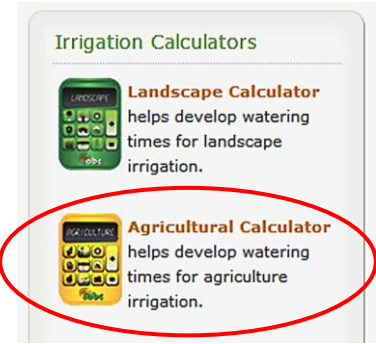 Irrigation Calculators
LANDSCAPE
Landscape Calculator
helps develop watering
times for landscape
irrigation.
AGRICULTURE
Agricultural Calculator
helps develop watering
times for agriculture
irrigation.